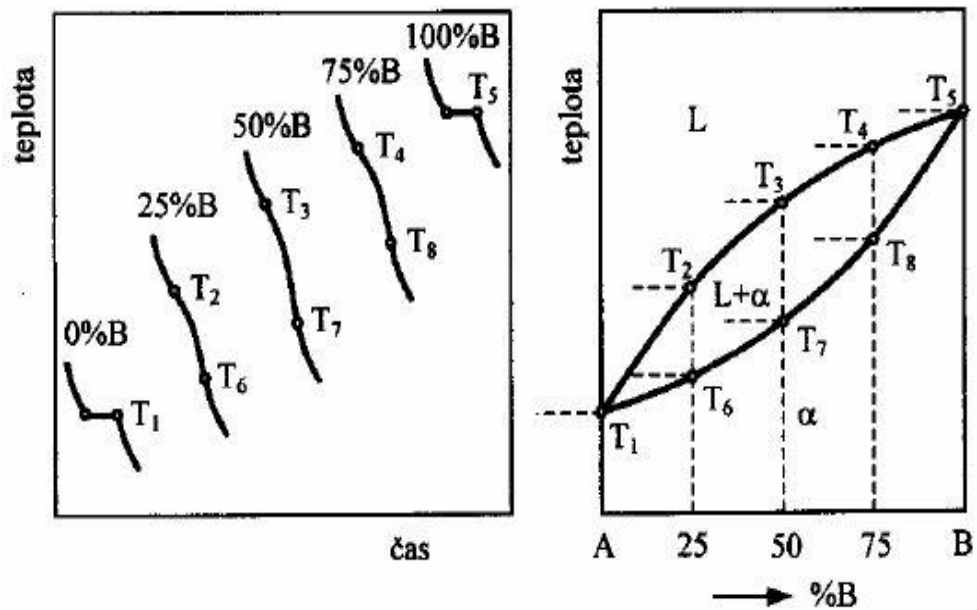 teplota
100%B
T5
75%B
T4
50%B
T3
T8
25%B
T2
T7
0%B
T6
T1
čas
teplota
L
T5
T4
T3
T2
L+α
T8
T7
T6
T1
α
A 25 50 75 B
%B